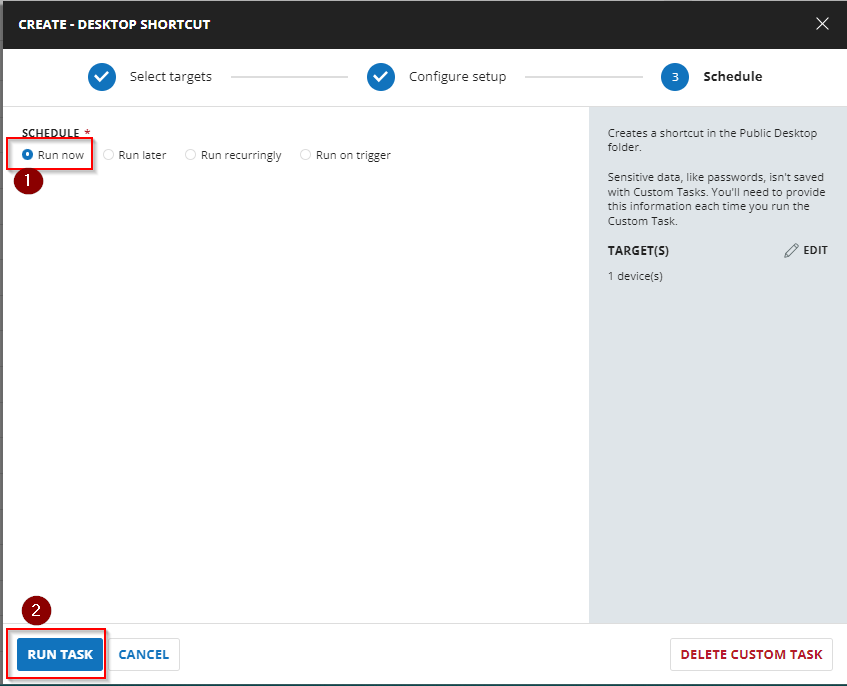 CREATE - DESKTOP SHORTCUT
Select targets
Configure setup
3 Schedule
SCHEDULE *
Run now Run later Run recurringly Run on trigger
1
Creates a shortcut in the Public Desktop
folder.
Sensitive data, like passwords, isn't saved
with Custom Tasks. You'll need to provide
this information each time you run the
Custom Task.
TARGET(S) EDIT
1 device(s)
2
RUN TASK CANCEL DELETE CUSTOM TASK